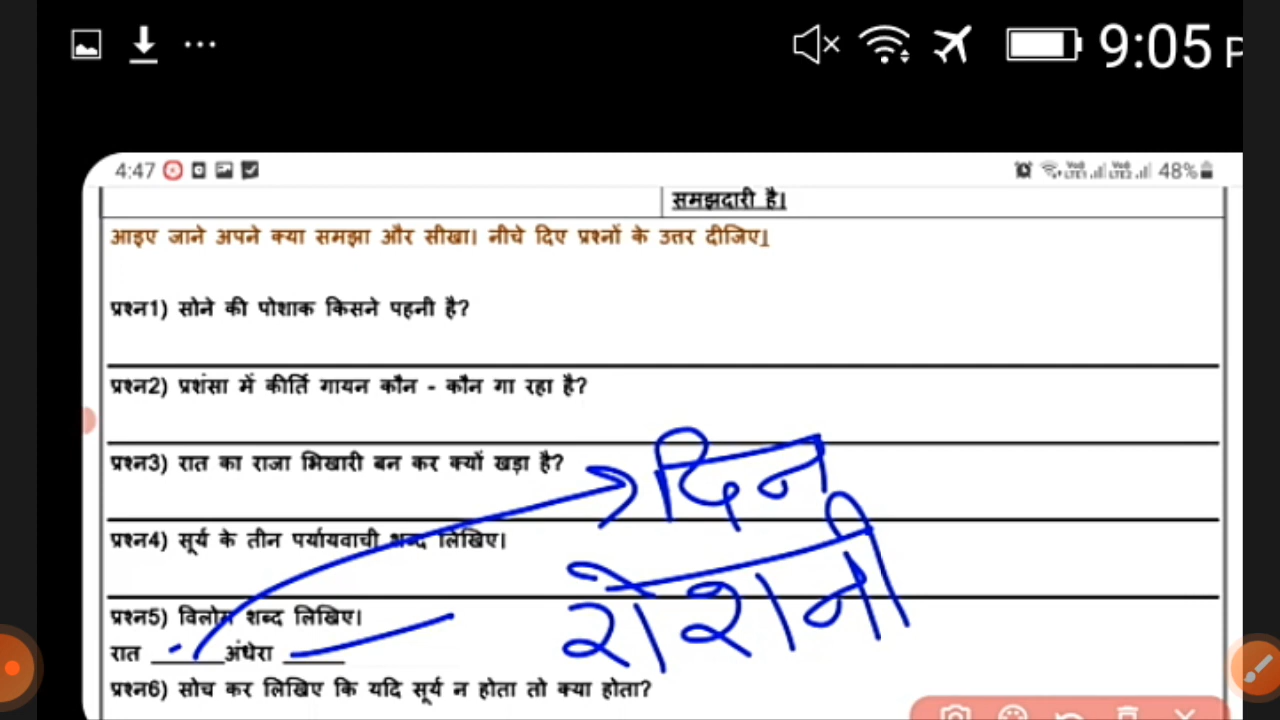 9:05 P
4:47 48%
समझदारी है।
आइए जाने अपने क्या समझा और सीखा। नीचे दिए प्रश्नों के उत्तर दीजिए।
प्रश्न1) सोने की पोशाक किसने पहनी है?
प्रश्न2) प्रशंसा में कीर्ति गायन कौन - कौन गा रहा है?
प्रश्न3) रात का राजा भिखारी बन कर क्यों खड़ा है?
दिन
प्रश्न4) सूर्य के तीन पर्यायवाची शब्द लिखिए।
रोशनी
प्रश्न5) विलोम शब्द लिखिए।
रात ______अंधेरा _____
प्रश्न6) सोच कर लिखिए कि यदि सूर्य न होता तो क्या होता?